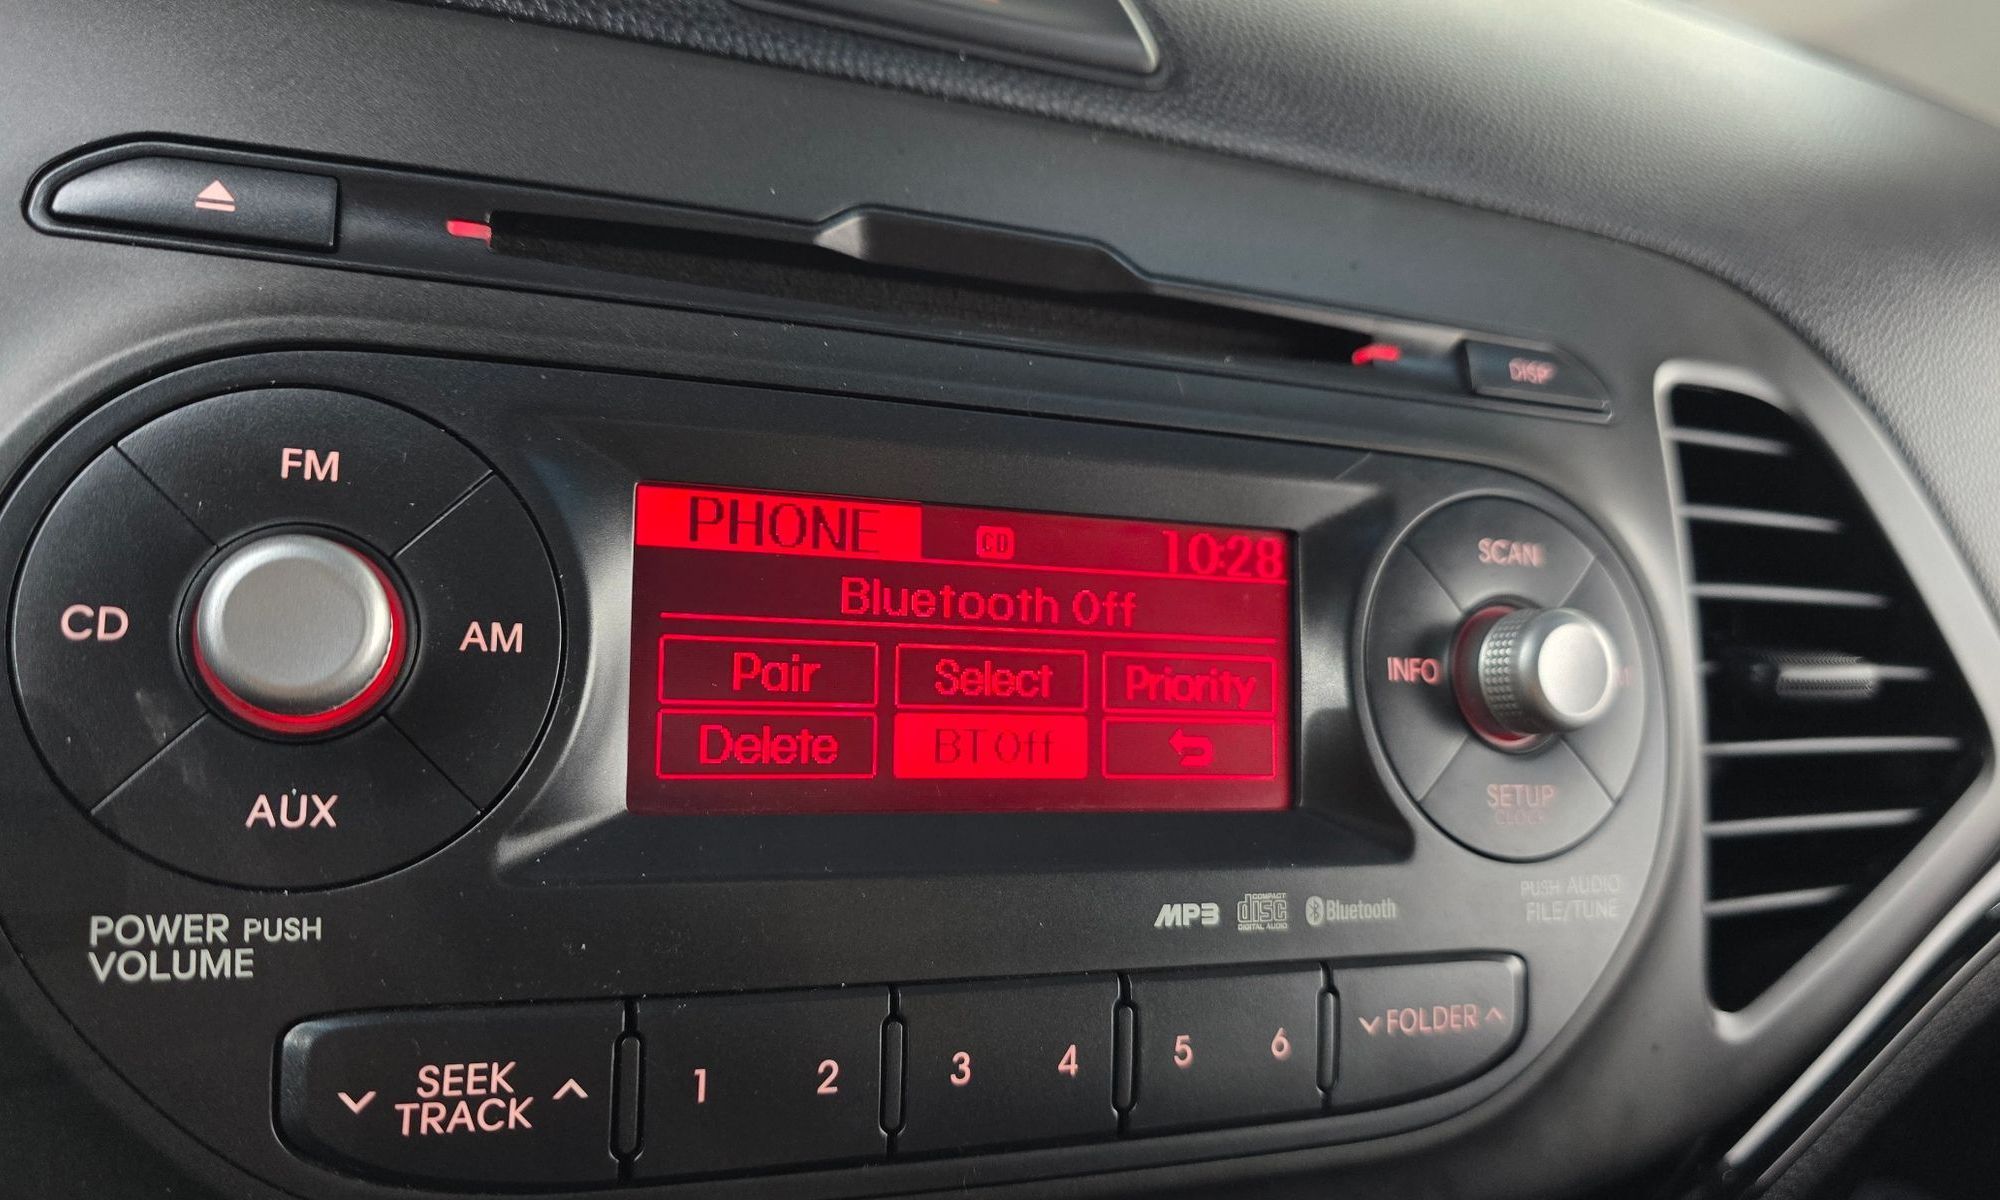 DISP
FM
CD
AM
AUX
POWER PUSH
VOLUME
PHONE CD 10:28
Bluetooth Off
Pair Select Priority
Delete BT Off
SCAN
INFO
SETUP
CLOCK
MP3 COMPACT disc DIGITAL AUDIO Bluetooth
PUSH AUDIO
FILE/TUNE
SEEK
TRACK
1 2 3 4 5 6 FOLDER